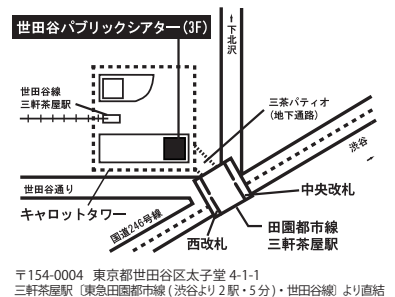 世田谷パブリックシアター(3F)
↑下北沢
世田谷線
三軒茶屋駅
三茶パティオ
(地下通路)
渋谷→
世田谷通り
中央改札
キャロットタワー
国道246号線
西改札
田園都市線
三軒茶屋駅
〒154-0004 東京都世田谷区太子堂 4-1-1
三軒茶屋駅〔東急田園都市線 (渋谷より2駅・5分)・世田谷線〕より直結